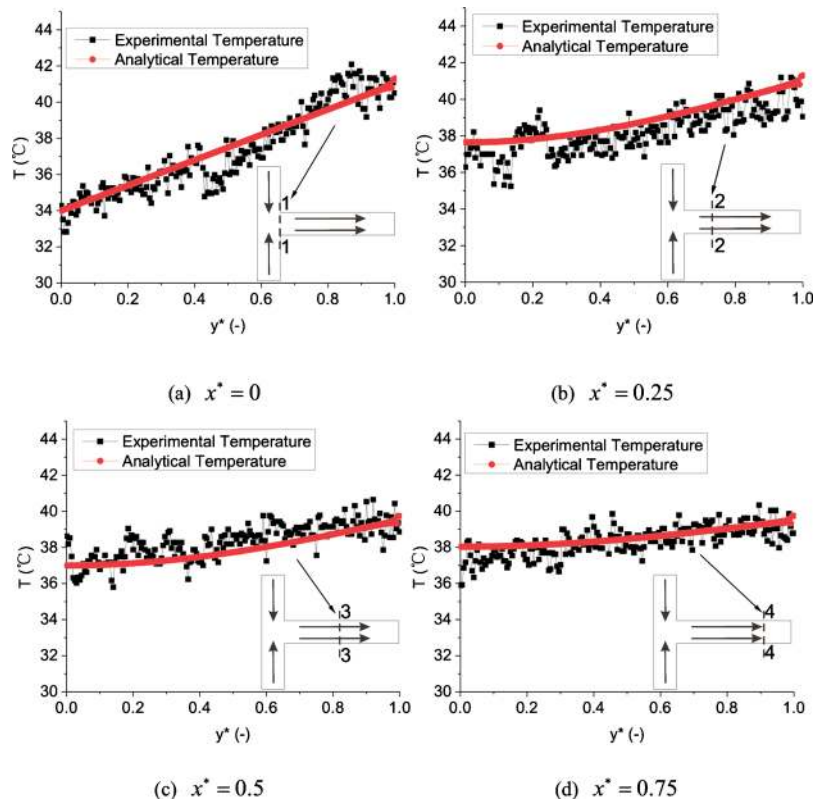 44
42
40
38
36
34
32
30
T (℃)
Experimental Temperature
Analytical Temperature
1
1
0.0 0.2 0.4 0.6 0.8 1.0
y* (-)
(a) x* = 0
44
42
40
38
36
34
32
30
T (℃)
Experimental Temperature
Analytical Temperature
2
2
0.0 0.2 0.4 0.6 0.8 1.0
y* (-)
(b) x* = 0.25
44
42
40
38
36
34
32
30
T (℃)
Experimental Temperature
Analytical Temperature
3
3
0.0 0.2 0.4 0.6 0.8 1.0
y* (-)
(c) x* = 0.5
44
42
40
38
36
34
32
30
T (℃)
Experimental Temperature
Analytical Temperature
4
4
0.0 0.2 0.4 0.6 0.8 1.0
y* (-)
(d) x* = 0.75